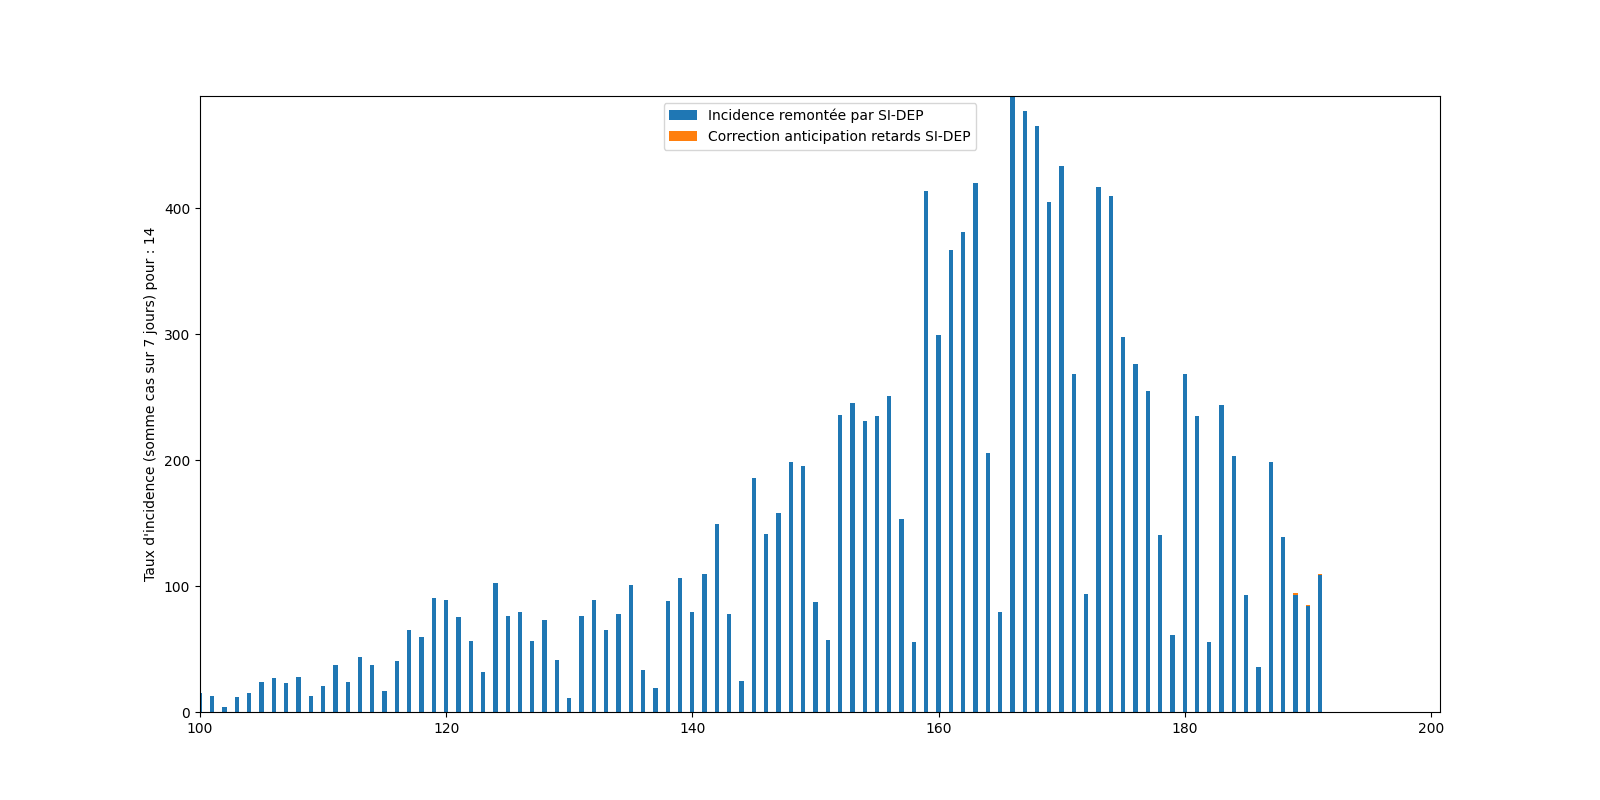 Incidence remontée par SI-DEP
Correction anticipation retards SI-DEP
Taux d'incidence (somme cas sur 7 jours) pour : 14
400
300
200
100
0
100 120 140 160 180 200